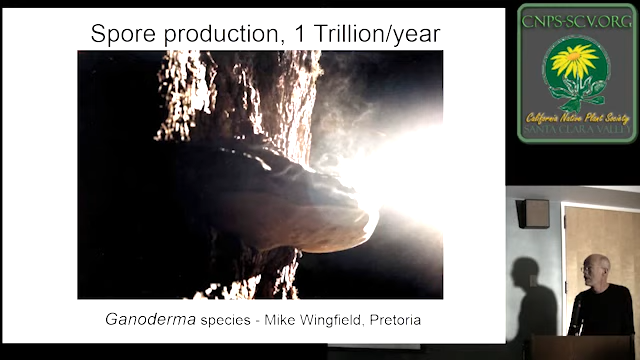 Spore production, 1 Trillion/year
CNPS-SCV.ORG
California Native Plant Society
SANTA CLARA VALLEY
Ganoderma species - Mike Wingfield, Pretoria